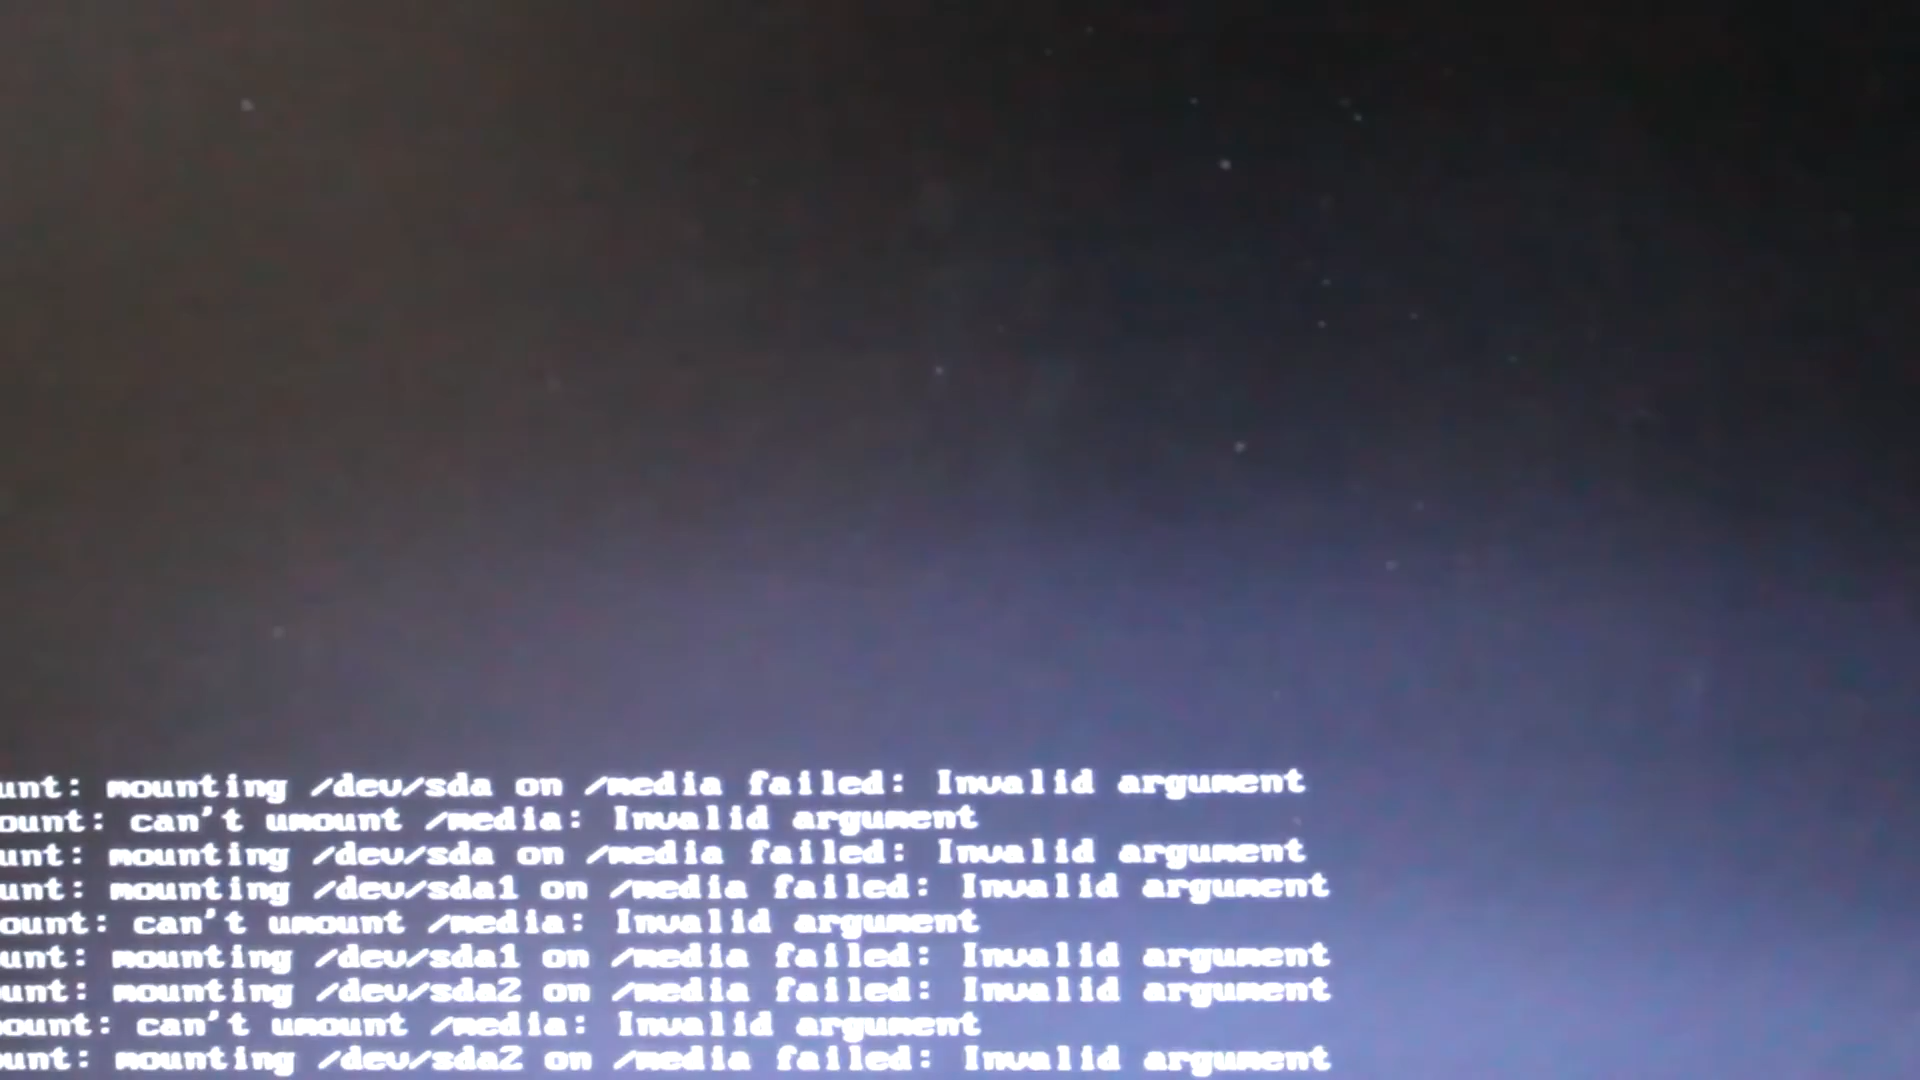 unt: mounting /dev/sda on /media failed: Invalid argument
ount: can't umount /media: Invalid argument
unt: mounting /dev/sda on /media failed: Invalid argument
unt: mounting /dev/sda1 on /media failed: Invalid argument
ount: can't umount /media: Invalid argument
unt: mounting /dev/sda1 on /media failed: Invalid argument
unt: mounting /dev/sda2 on /media failed: Invalid argument
ount: can't umount /media: Invalid argument
unt: mounting /dev/sda2 on /media failed: Invalid argument